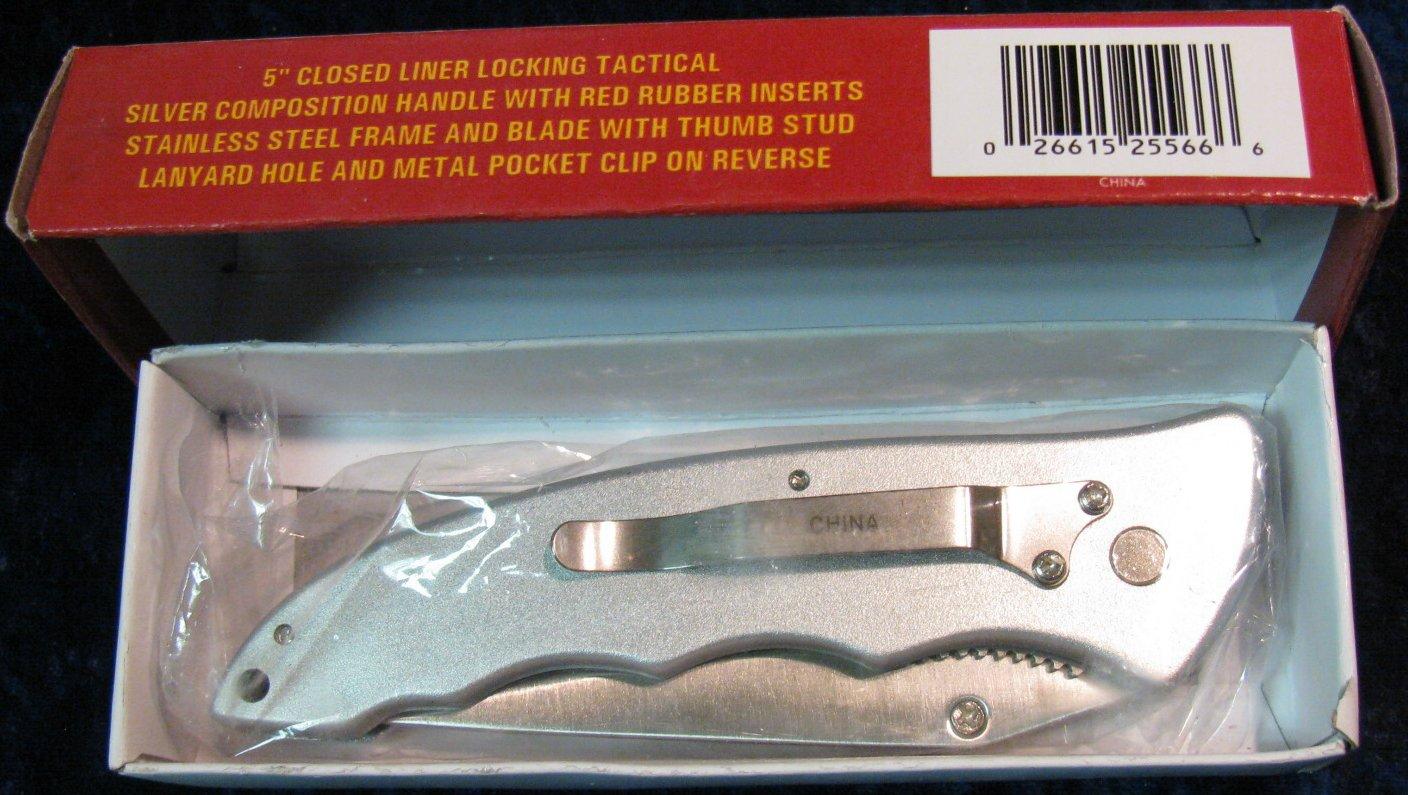 5" CLOSED LINER LOCKING TACTICAL
SILVER COMPOSITION HANDLE WITH RED RUBBER INSERTS
STAINLESS STEEL FRAME AND BLADE WITH THUMB STUD
LANYARD HOLE AND METAL POCKET CLIP ON REVERSE
0 26615 25566 6
CHINA
CHINA